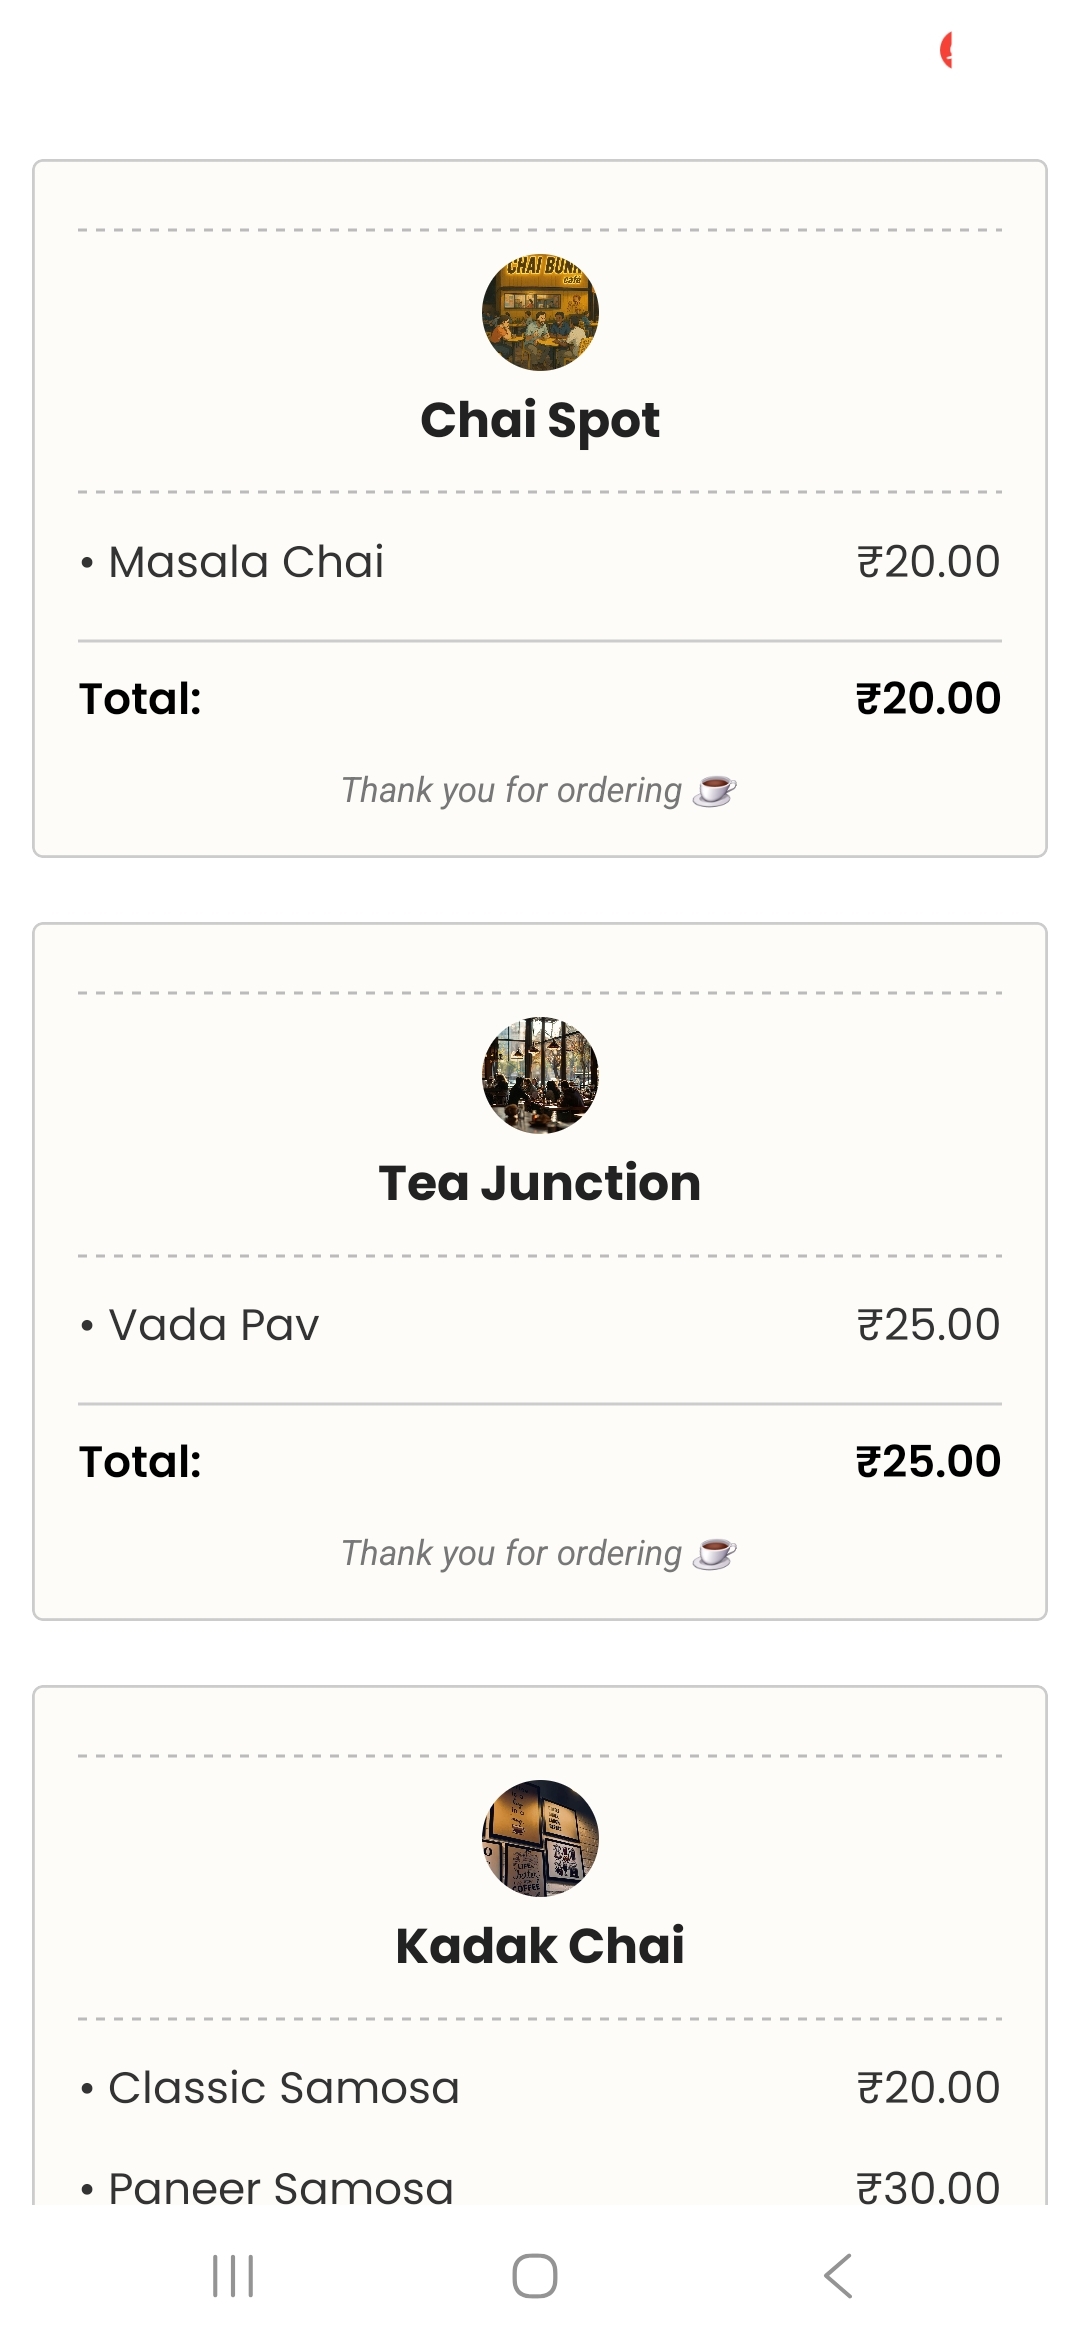 CHAI BUN
cafe
Chai Spot
• Masala Chai ₹20.00
Total: ₹20.00
Thank you for ordering ☕
Tea Junction
• Vada Pav ₹25.00
Total: ₹25.00
Thank you for ordering ☕
Kadak Chai
• Classic Samosa ₹20.00
• Paneer Samosa ₹30.00